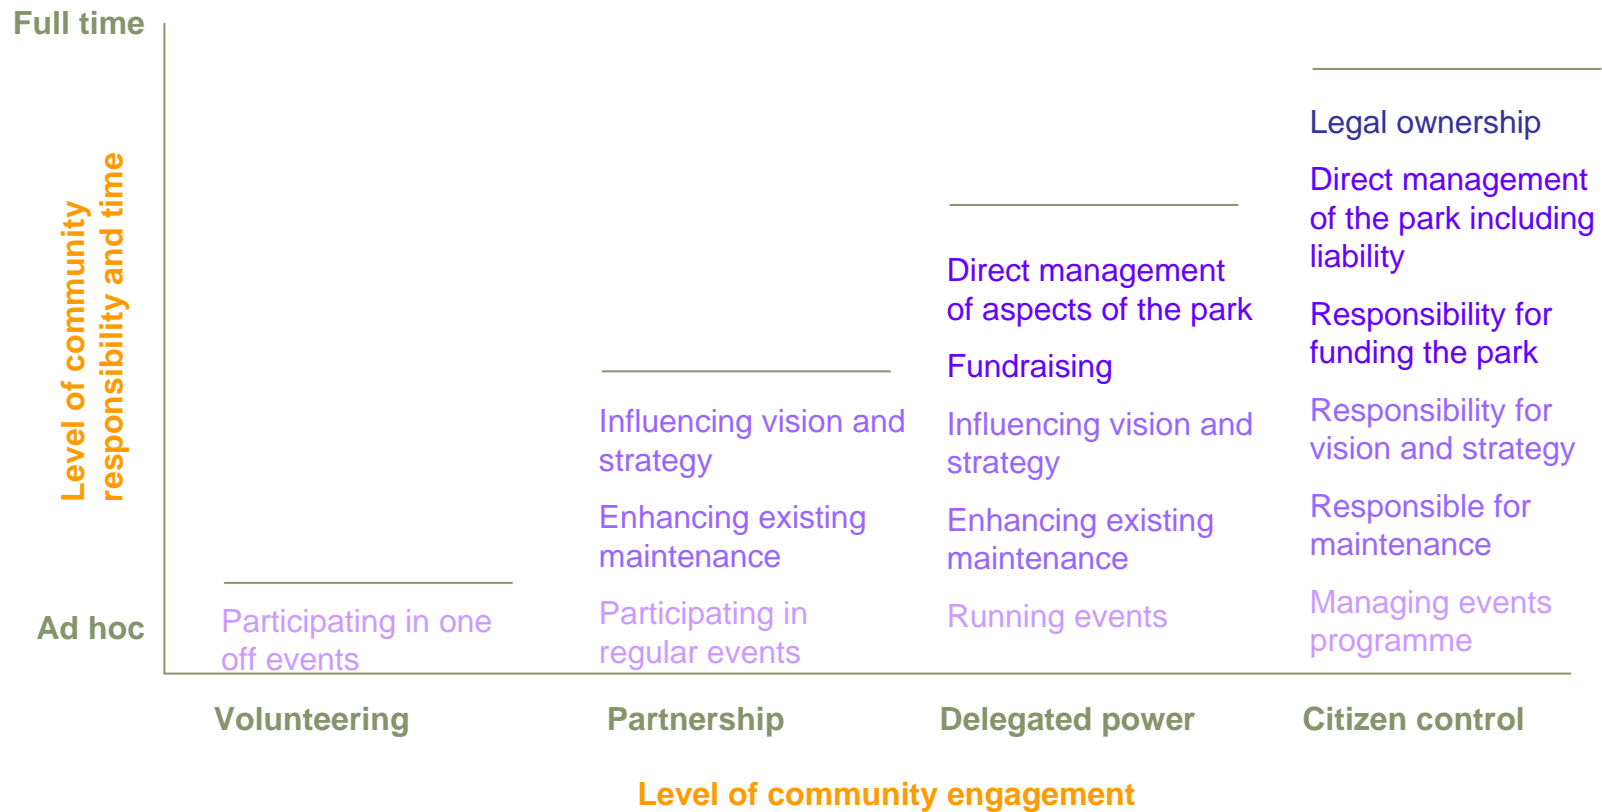 Full time
Ad hoc
Level of community
responsibility and time
Participating in one
off events
Influencing vision and
strategy
Enhancing existing
maintenance
Participating in
regular events
Direct management
of aspects of the park
Fundraising
Influencing vision and
strategy
Enhancing existing
maintenance
Running events
Legal ownership
Direct management
of the park including
liability
Responsibility for
funding the park
Responsibility for
vision and strategy
Responsible for
maintenance
Managing events
programme
Volunteering
Partnership
Delegated power
Citizen control
Level of community engagement